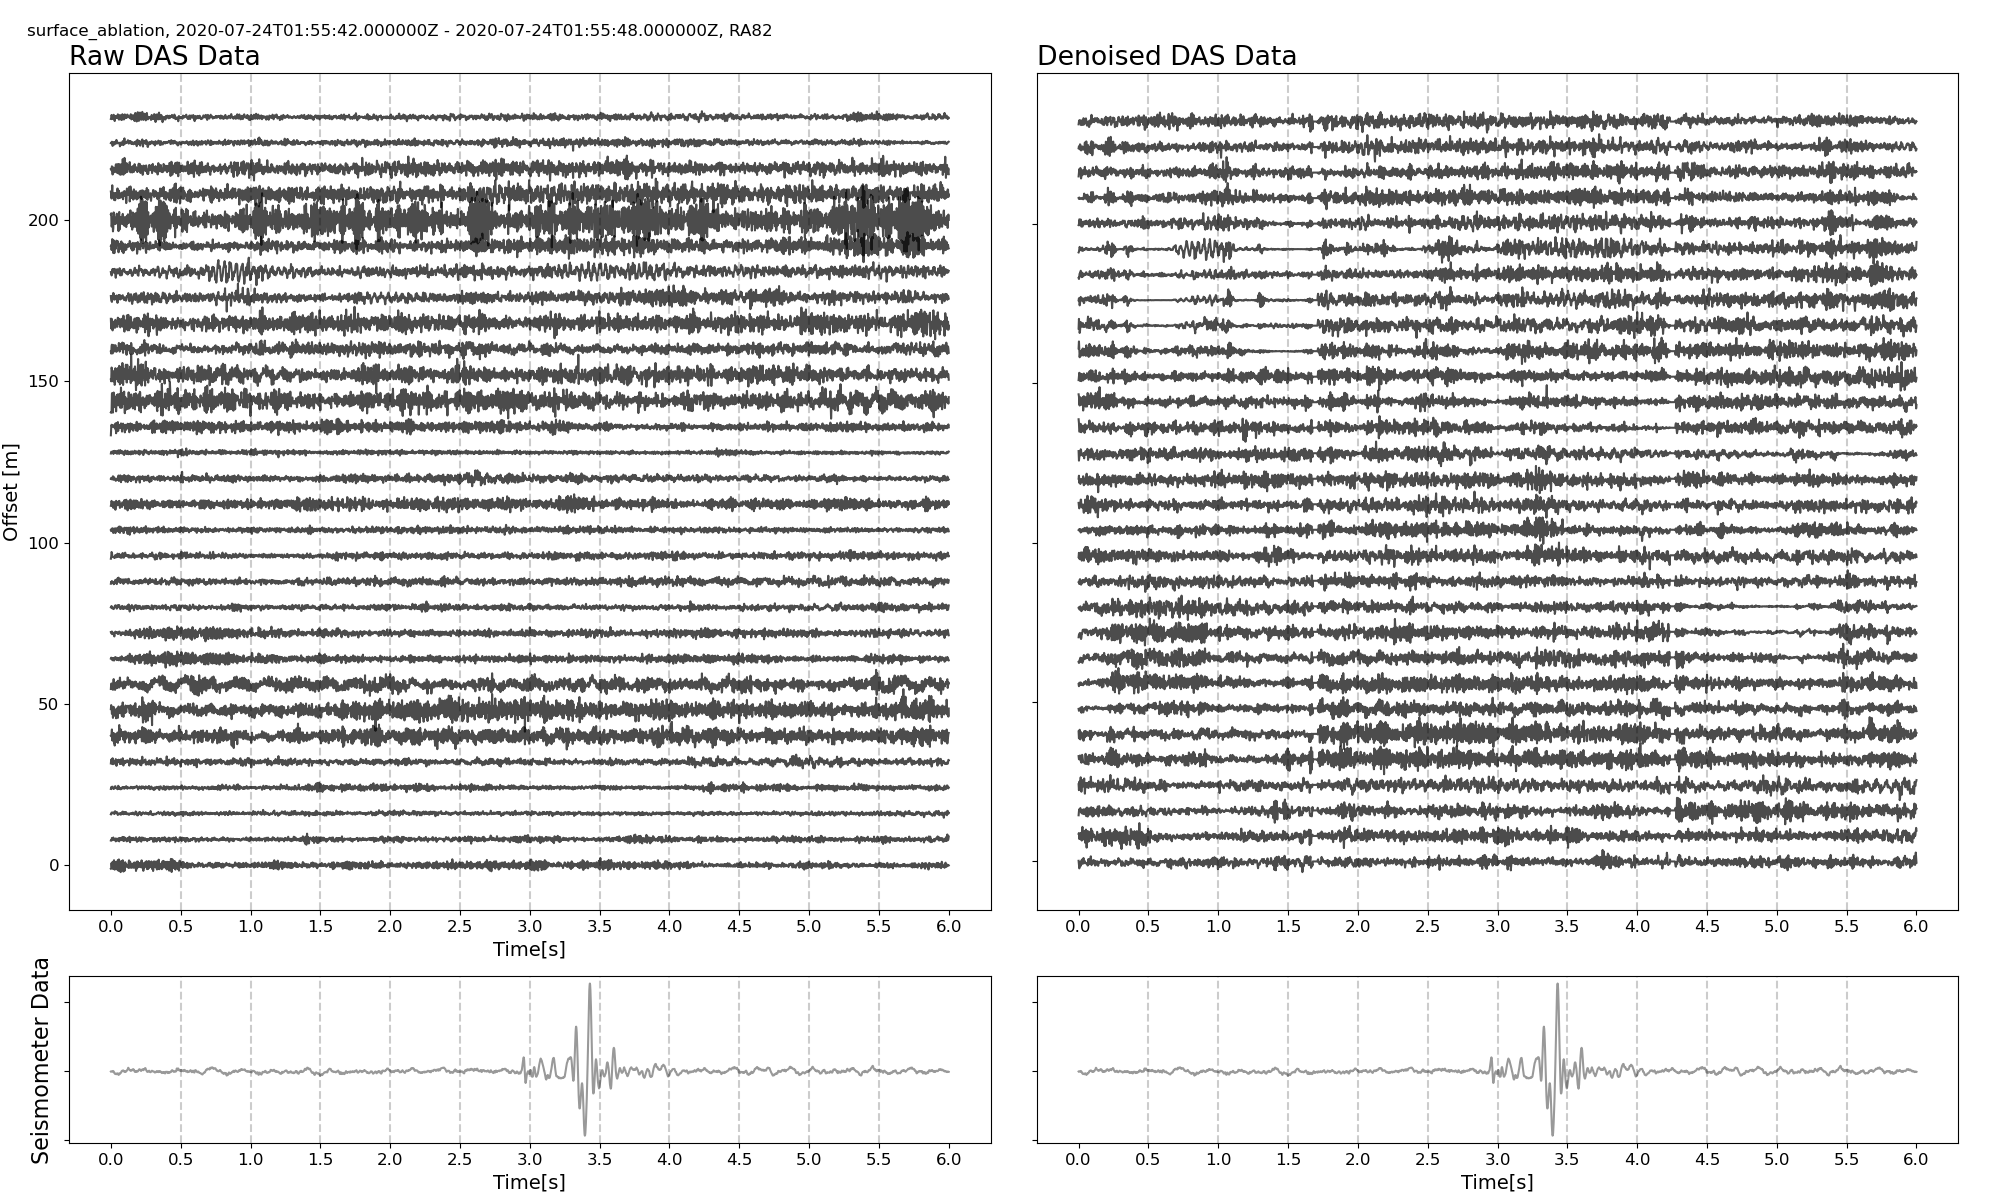 surface_ablation, 2020-07-24T01:55:42.000000Z - 2020-07-24T01:55:48.000000Z, RA82
Raw DAS Data
Denoised DAS Data
200
150
100
50
0
Offset [m]
0.0 0.5 1.0 1.5 2.0 2.5 3.0 3.5 4.0 4.5 5.0 5.5 6.0
Time[s]
0.0 0.5 1.0 1.5 2.0 2.5 3.0 3.5 4.0 4.5 5.0 5.5 6.0
Seismometer Data
0.0 0.5 1.0 1.5 2.0 2.5 3.0 3.5 4.0 4.5 5.0 5.5 6.0
Time[s]
0.0 0.5 1.0 1.5 2.0 2.5 3.0 3.5 4.0 4.5 5.0 5.5 6.0
Time[s]